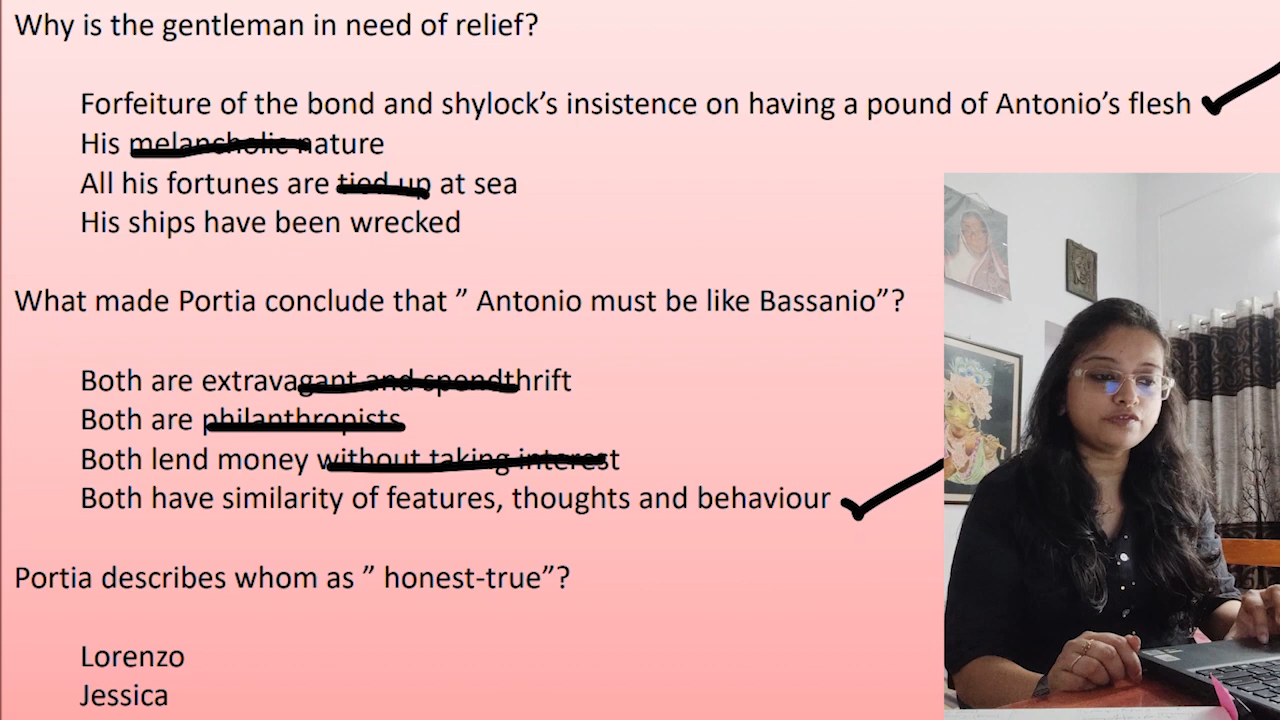 Why is the gentleman in need of relief?
Forfeiture of the bond and shylock’s insistence on having a pound of Antonio’s flesh
His melancholic nature
All his fortunes are tied up at sea
His ships have been wrecked
What made Portia conclude that ” Antonio must be like Bassanio”?
Both are extravagant and spendthrift
Both are philanthropists
Both lend money without taking interest
Both have similarity of features, thoughts and behaviour
Portia describes whom as ” honest-true”?
Lorenzo
Jessica